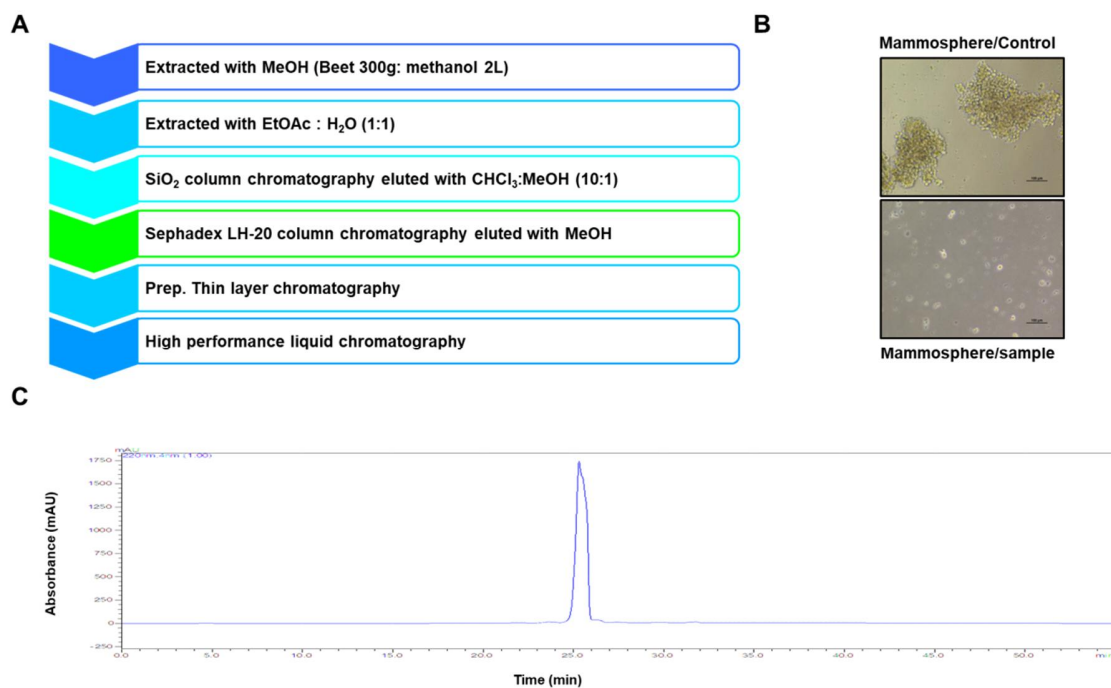 A
Extracted with MeOH (Beet 300g: methanol 2L)
Extracted with EtOAc : H₂O (1:1)
SiO₂ column chromatography eluted with CHCl₃:MeOH (10:1)
Sephadex LH-20 column chromatography eluted with MeOH
Prep. Thin layer chromatography
High performance liquid chromatography
B
Mammosphere/Control
Mammosphere/sample
C
mAU
1750
1500
1250
1000
750
500
250
0
-250
0.0 5.0 10.0 15.0 20.0 25.0 30.0 35.0 40.0 45.0 50.0
Absorbance (mAU)
Time (min)